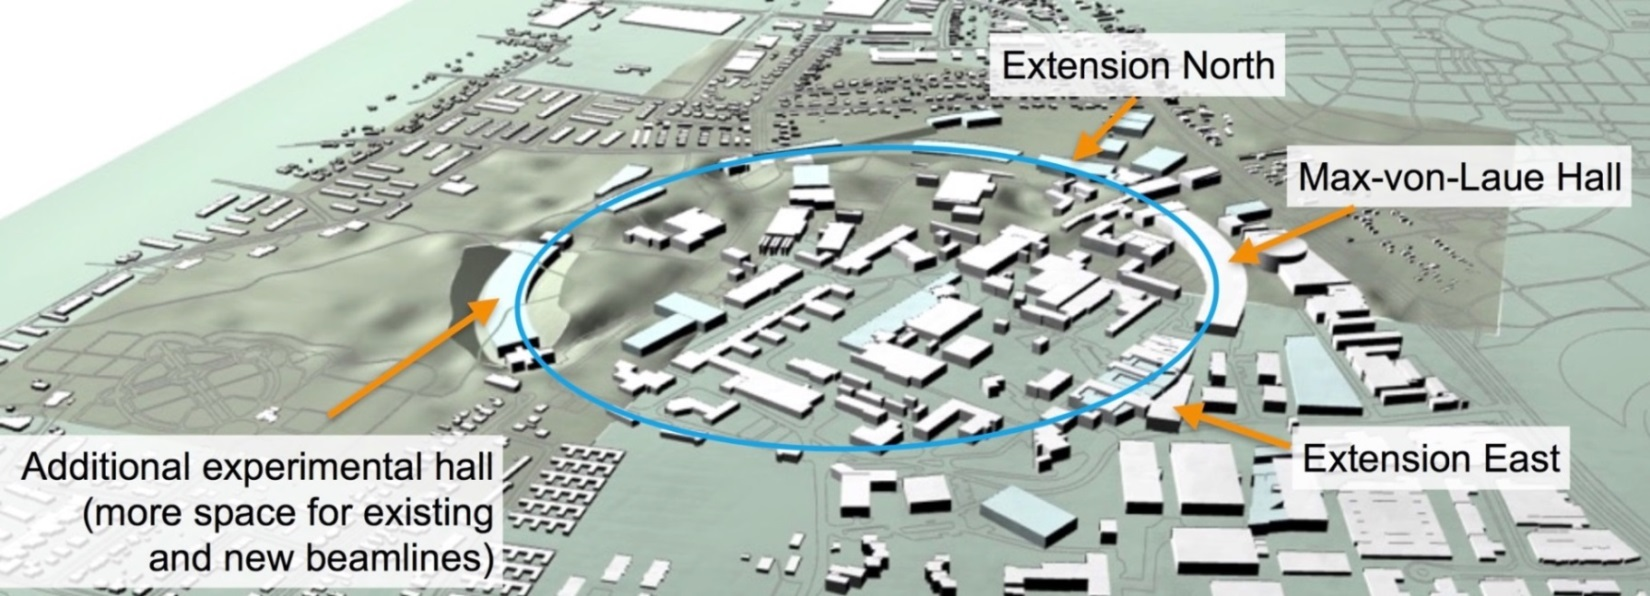 Extension North
Max-von-Laue Hall
Extension East
Additional experimental hall
(more space for existing
and new beamlines)